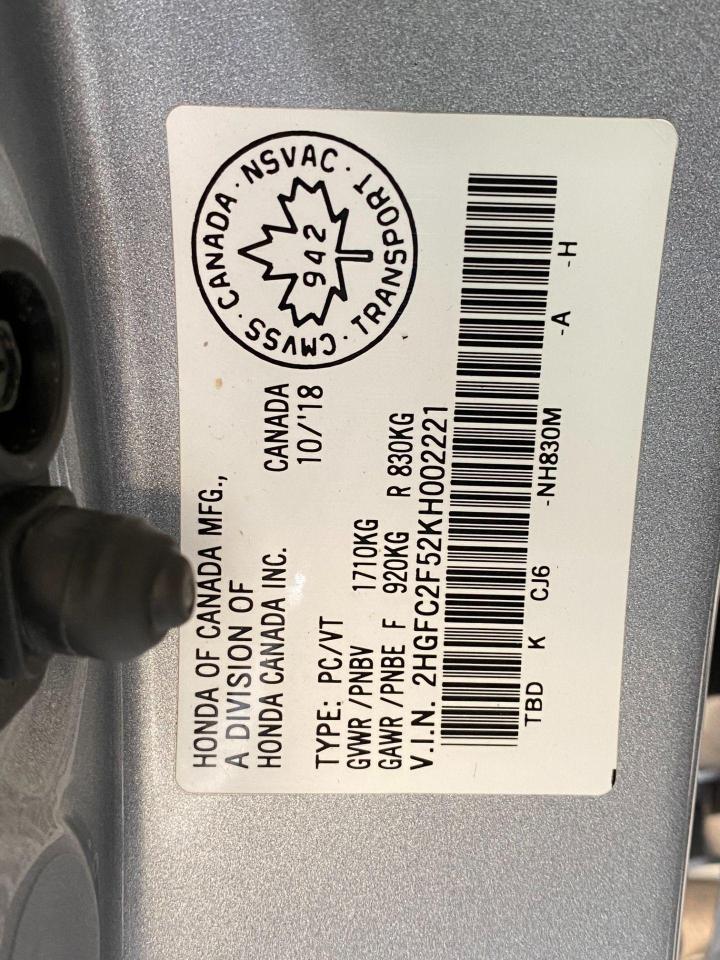 HONDA OF CANADA MFG.,
A DIVISION OF
HONDA CANADA INC.
CANADA
10/'18
TYPE: PC/VT
GVWR /PNBV 1710KG
GAWR /PNBE F 920KG R 830KG
V.I.N. 2HGFC2F52KH002221
TBD K CJ6 -NH830M -A -H
CMVSS · CANADA · NSVAC · TRANSPORT ·
942